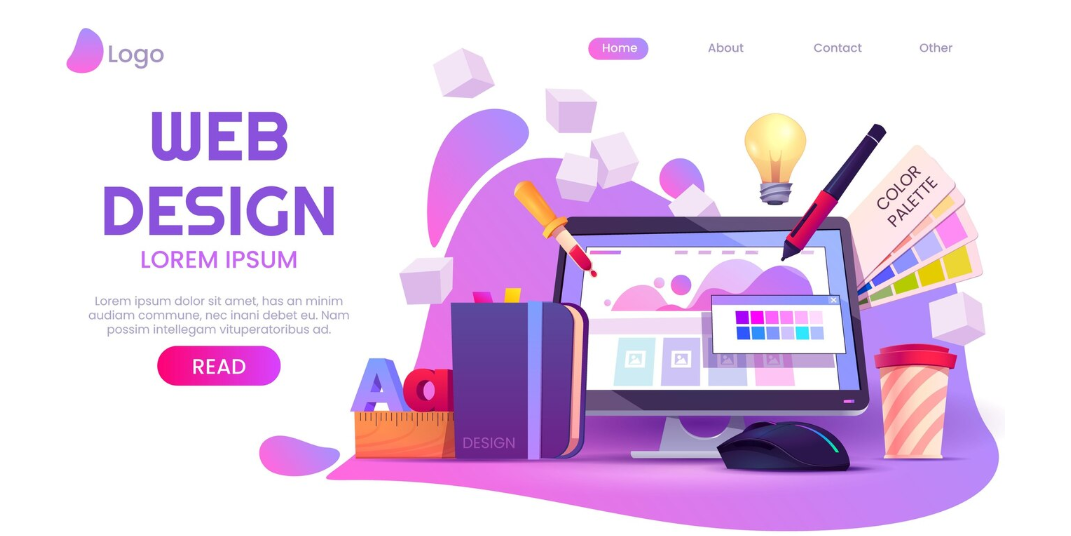 Logo
Home
About
Contact
Other
WEB
DESIGN
LOREM IPSUM
Lorem ipsum dolor sit amet, has an minim
audiam commune, nec inani debet eu. Nam
possim intellegam vituperatoribus ad.
READ
COLOR
PALETTE
Aa
DESIGN